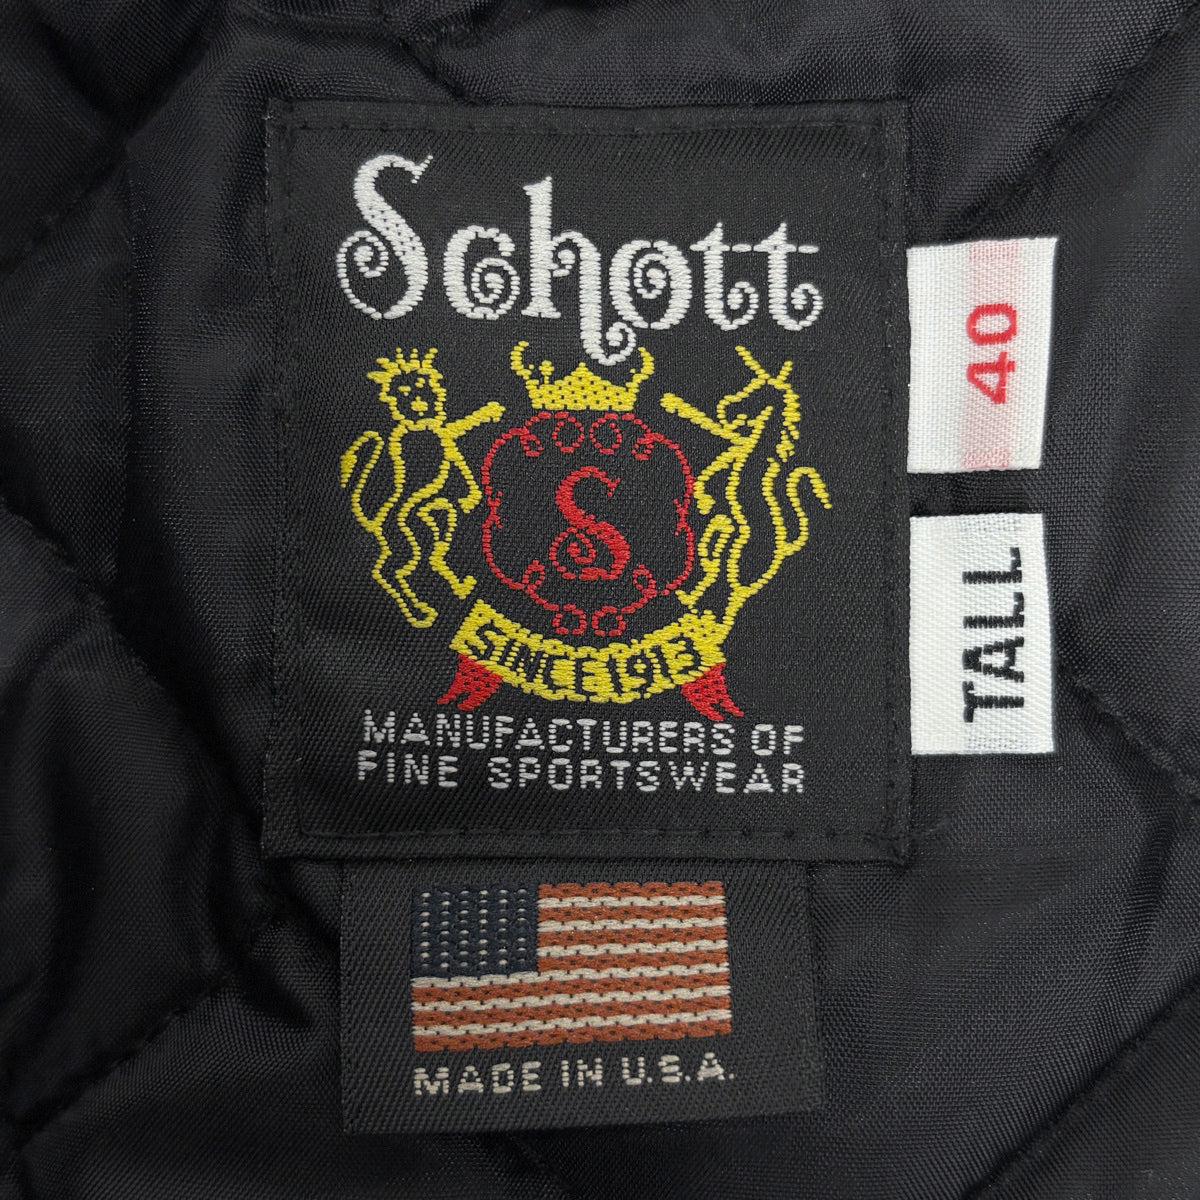 Schott
S
SINCE 1913
MANUFACTURERS OF
FINE SPORTSWEAR
40
TALL
MADE IN U.S.A.